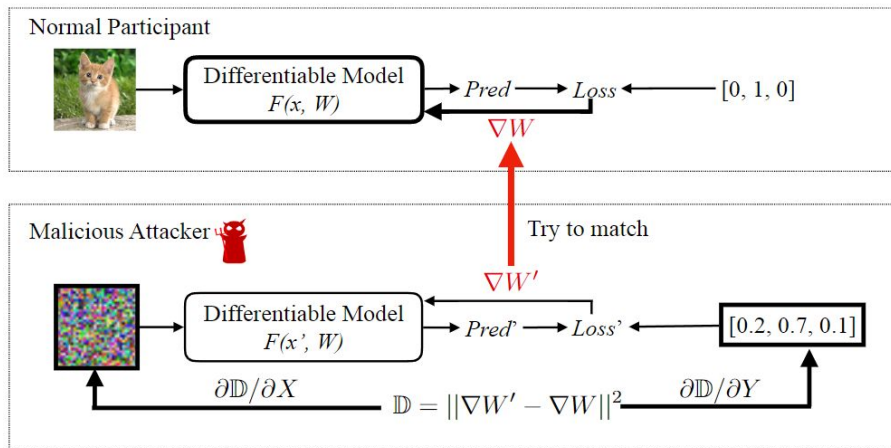 Normal Participant
Differentiable Model
F(x, W)
Pred
Loss
[0, 1, 0]
∇W
Malicious Attacker
Try to match
∇W′
Differentiable Model
F(x’, W)
Pred’
Loss’
[0.2, 0.7, 0.1]
∂𝔻/∂X
𝔻 = ||∇W′ − ∇W||²
∂𝔻/∂Y